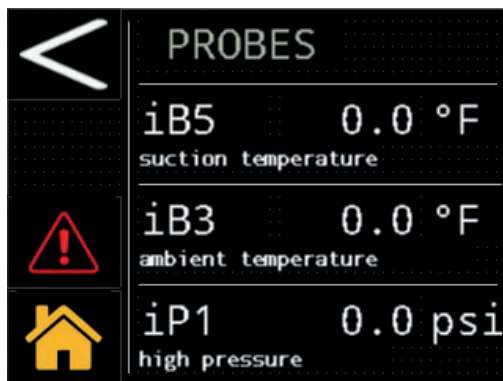 PROBES
iB5 0.0 °F
suction temperature
iB3 0.0 °F
ambient temperature
iP1 0.0 psi
high pressure